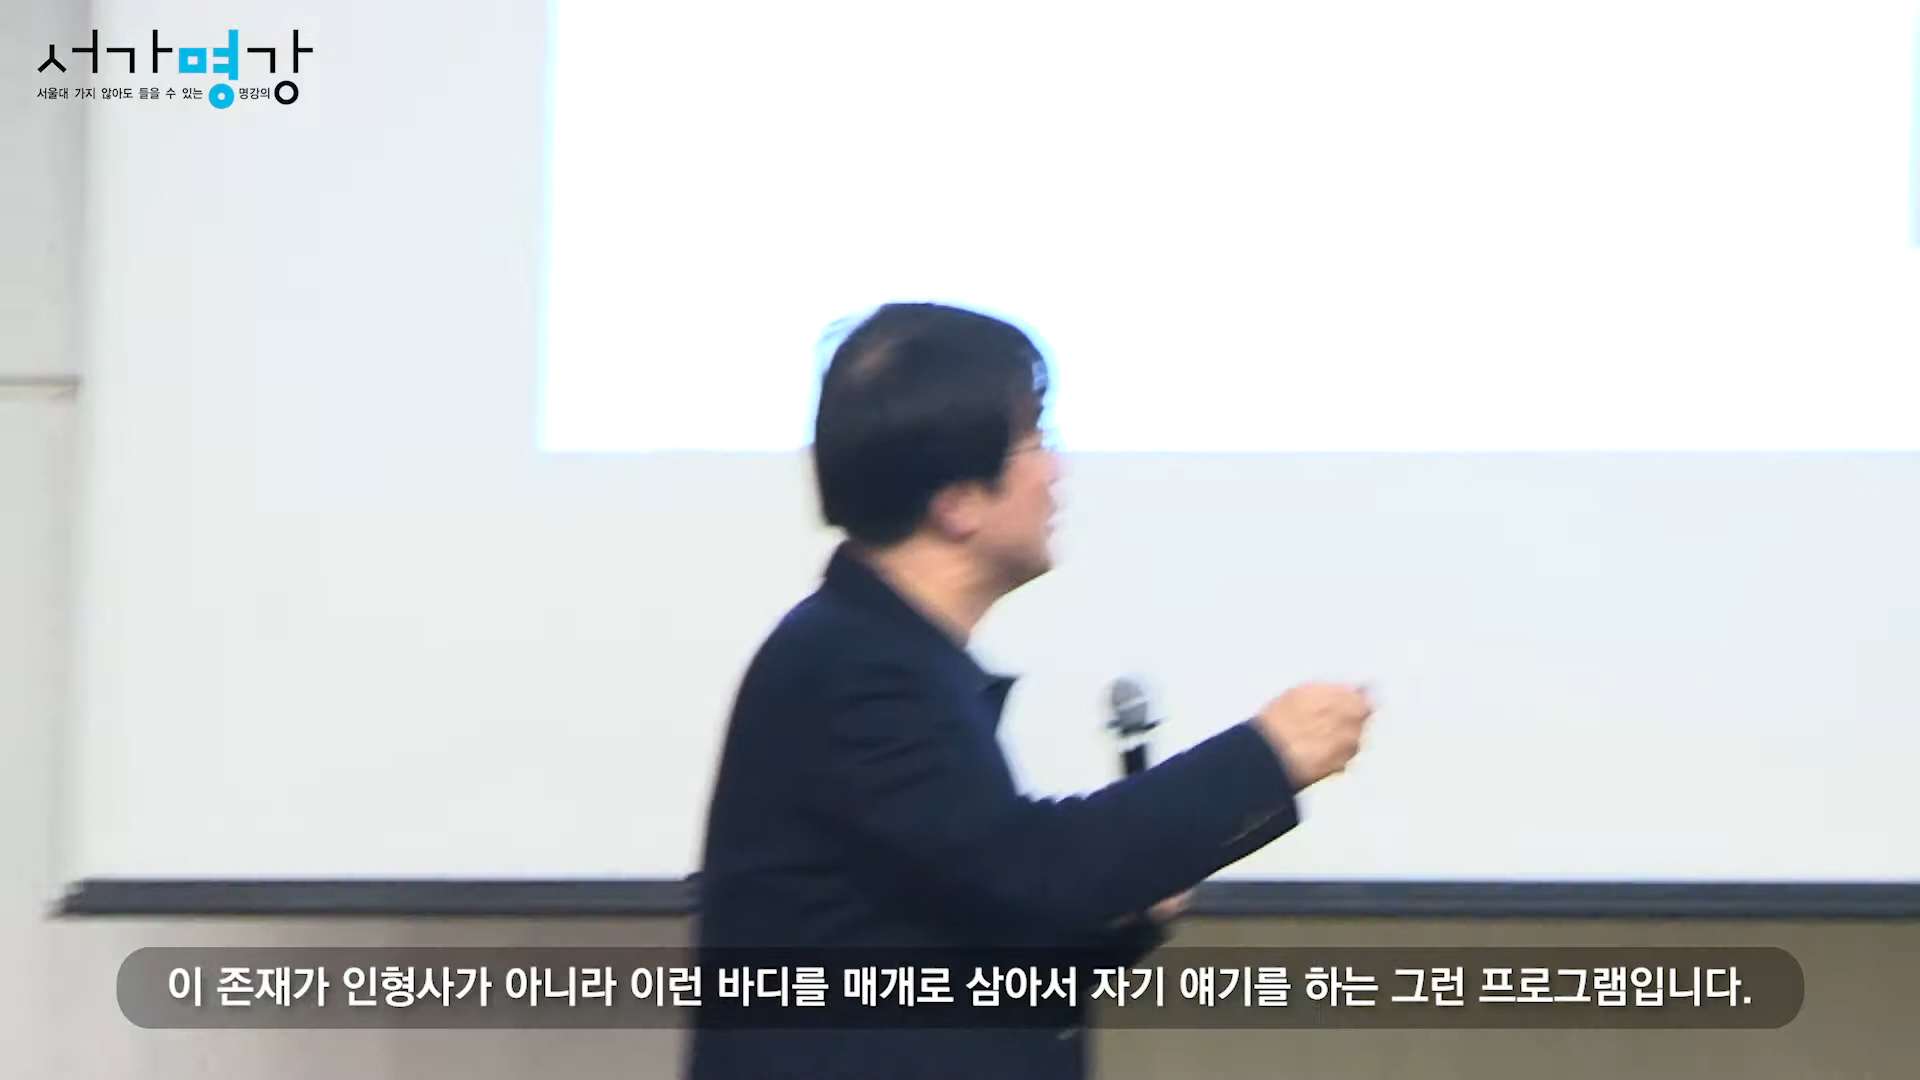 서가명강
서울대 가지 않아도 들을 수 있는 명강의
이 존재가 인형사가 아니라 이런 바디를 매개로 삼아서 자기 얘기를 하는 그런 프로그램입니다.